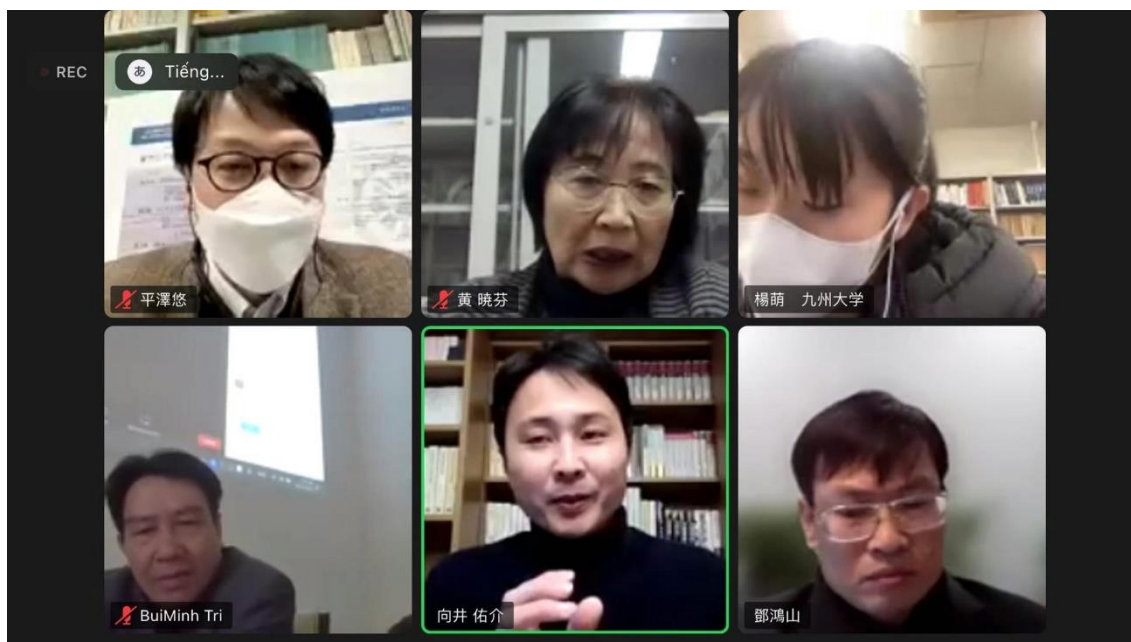 REC
あ Tiếng...
平澤悠
黄 暁芬
楊萌 九州大学
BuiMinh Tri
向井 佑介
鄧鴻山